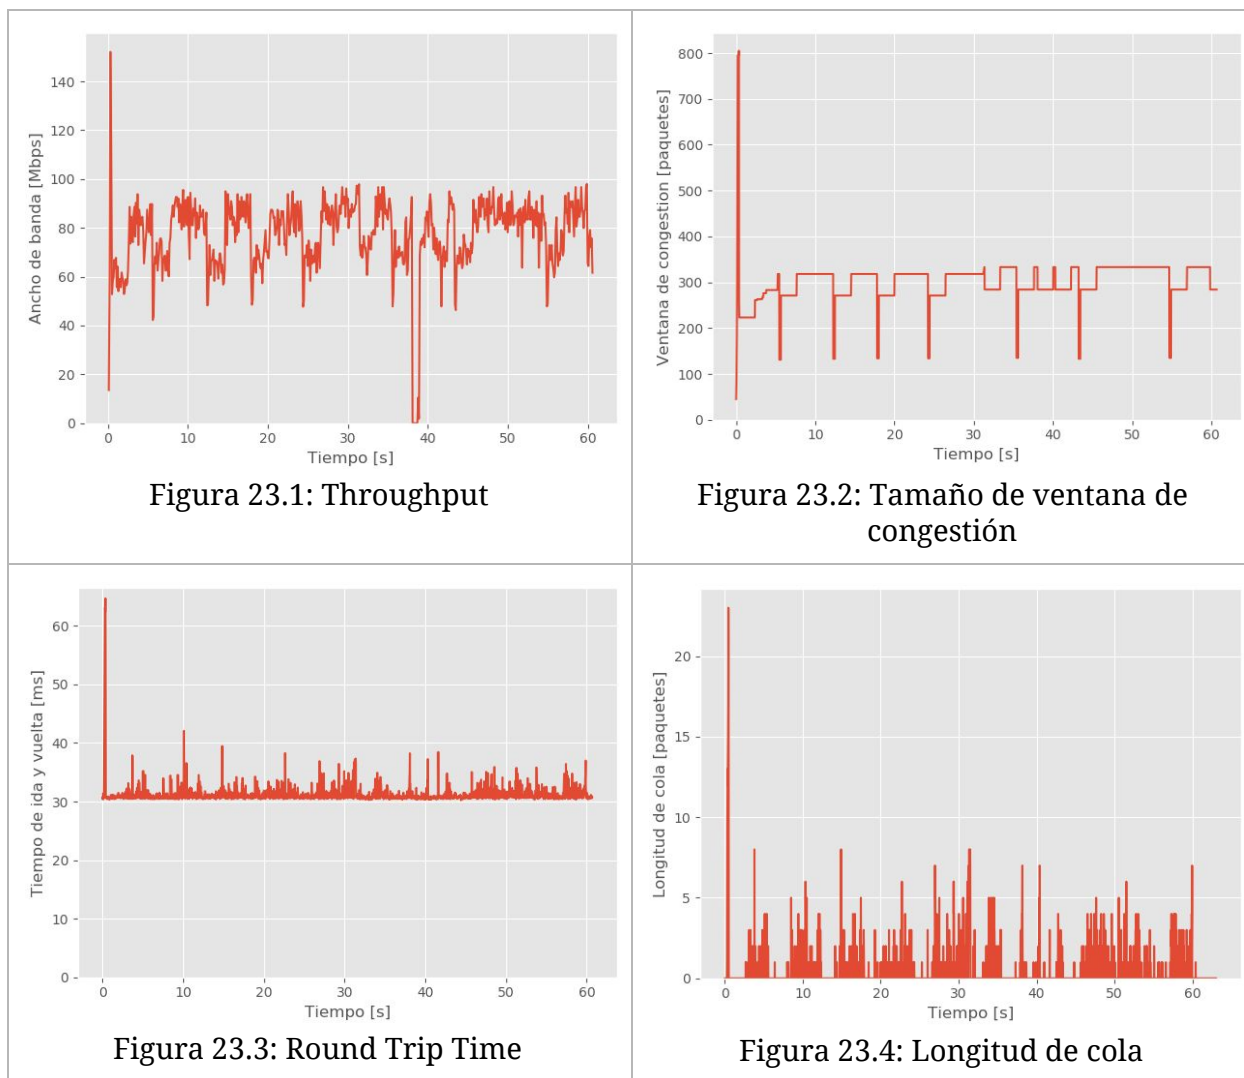 140
120
100
80
60
40
20
0
Ancho de banda [Mbps]
0 10 20 30 40 50 60
Tiempo [s]
Figura 23.1: Throughput
800
700
600
500
400
300
200
100
0
Ventana de congestion [paquetes]
0 10 20 30 40 50 60
Tiempo [s]
Figura 23.2: Tamaño de ventana de
congestión
60
50
40
30
20
10
0
Tiempo de ida y vuelta [ms]
0 10 20 30 40 50 60
Tiempo [s]
Figura 23.3: Round Trip Time
20
15
10
5
0
Longitud de cola [paquetes]
0 10 20 30 40 50 60
Tiempo [s]
Figura 23.4: Longitud de cola